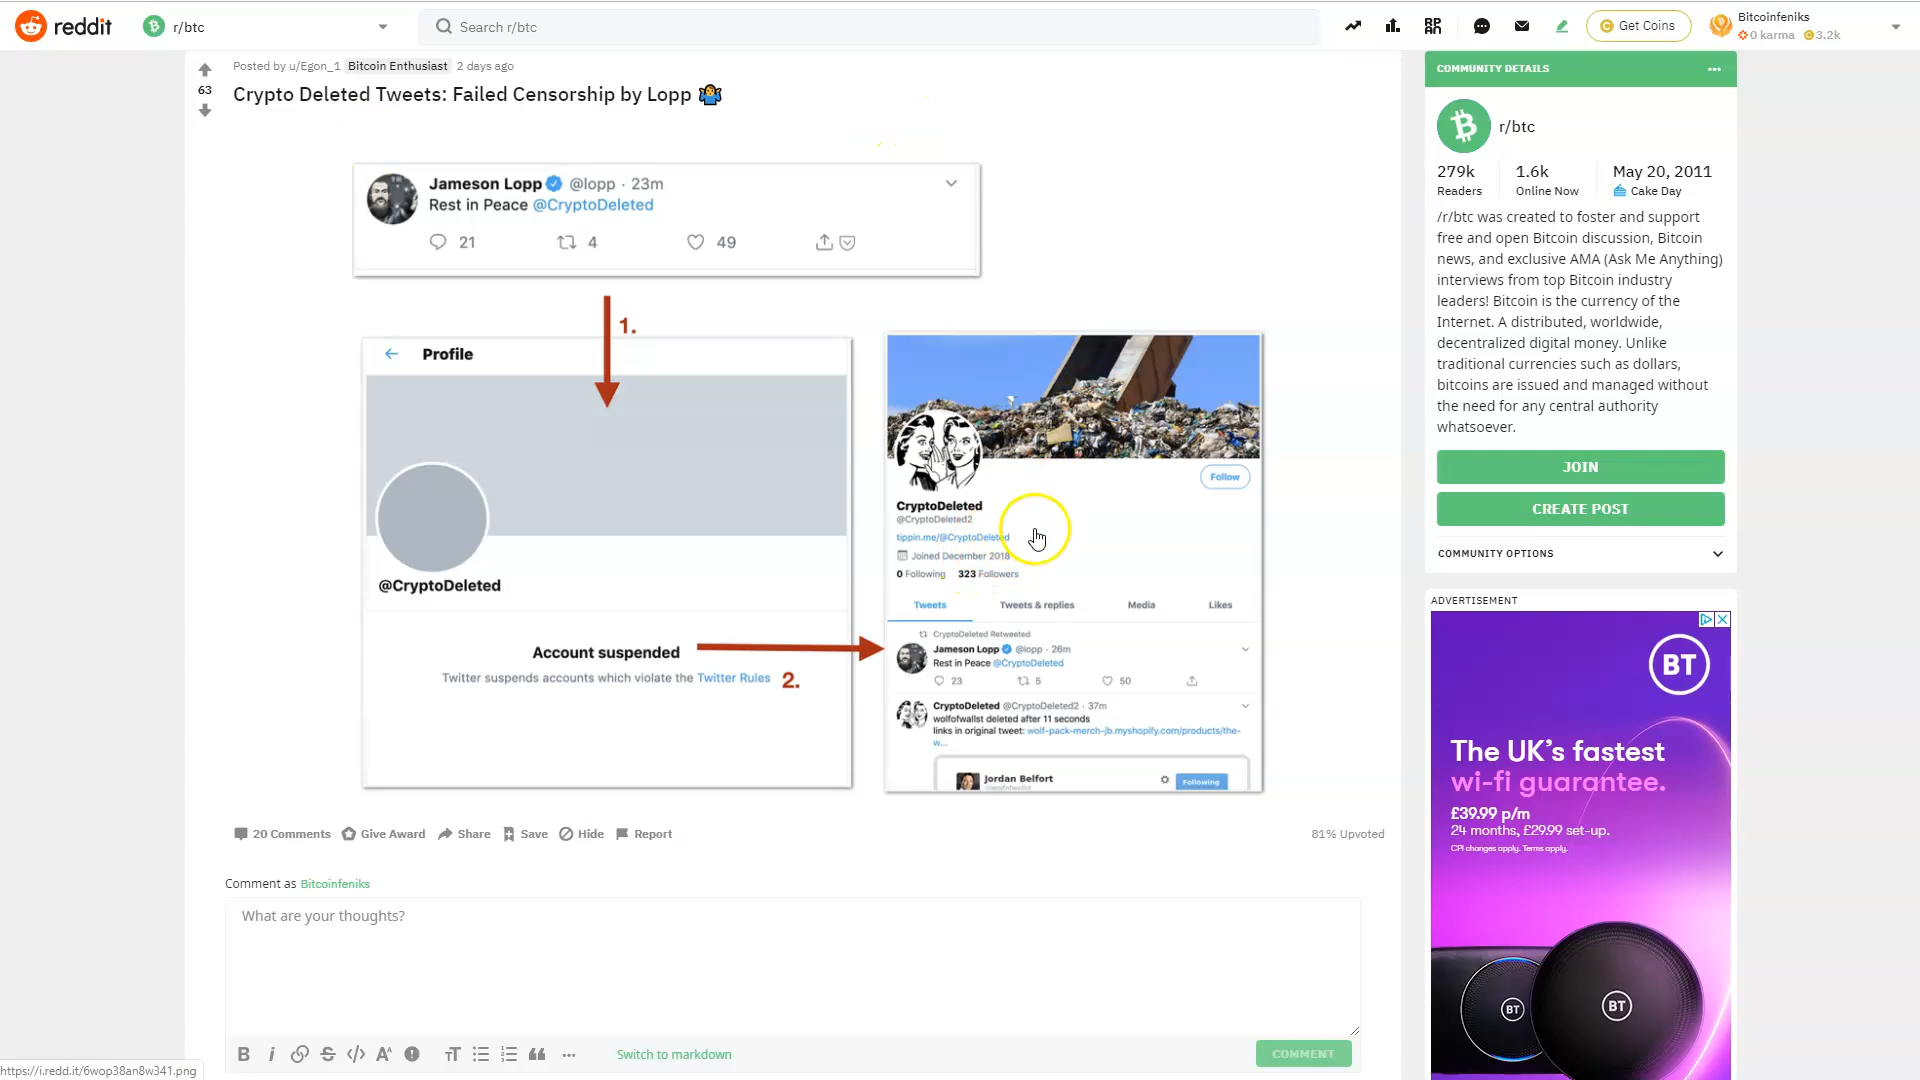 reddit
r/btc
Search r/btc
Get Coins
Bitcoinfeniks
0 karma 3.2k
Posted by u/Egon_1 Bitcoin Enthusiast 2 days ago
63
Crypto Deleted Tweets: Failed Censorship by Lopp
Jameson Lopp @lopp · 23m
Rest in Peace @CryptoDeleted
21 4 49
1.
Profile
@CryptoDeleted
Account suspended
Twitter suspends accounts which violate the Twitter Rules
2.
Follow
CryptoDeleted
@CryptoDeleted2
tippin.me/@CryptoDeleted
Joined December 2018
0 Following 323 Followers
Tweets Tweets & replies Media Likes
CryptoDeleted Retweeted
Jameson Lopp @lopp · 26m
Rest in Peace @CryptoDeleted
23 5 50
CryptoDeleted @CryptoDeleted2 · 37m
wolfofwallst deleted after 11 seconds
links in original tweet: wolf-pack-merch-jb.myshopify.com/products/the-
w...
Jordan Belfort
Following
20 Comments Give Award Share Save Hide Report
81% Upvoted
Comment as Bitcoinfeniks
What are your thoughts?
B i S </> A Tt ... Switch to markdown
COMMENT
https://i.redd.it/6wop38an8w341.png
COMMUNITY DETAILS
r/btc
279k 1.6k May 20, 2011
Readers Online Now Cake Day
/r/btc was created to foster and support
free and open Bitcoin discussion, Bitcoin
news, and exclusive AMA (Ask Me Anything)
interviews from top Bitcoin industry
leaders! Bitcoin is the currency of the
Internet. A distributed, worldwide,
decentralized digital money. Unlike
traditional currencies such as dollars,
bitcoins are issued and managed without
the need for any central authority
whatsoever.
JOIN
CREATE POST
COMMUNITY OPTIONS
ADVERTISEMENT
BT
The UK's fastest
wi-fi guarantee.
£39.99 p/m
24 months, £29.99 set-up.
CPI changes apply. Terms apply.
BT
BT